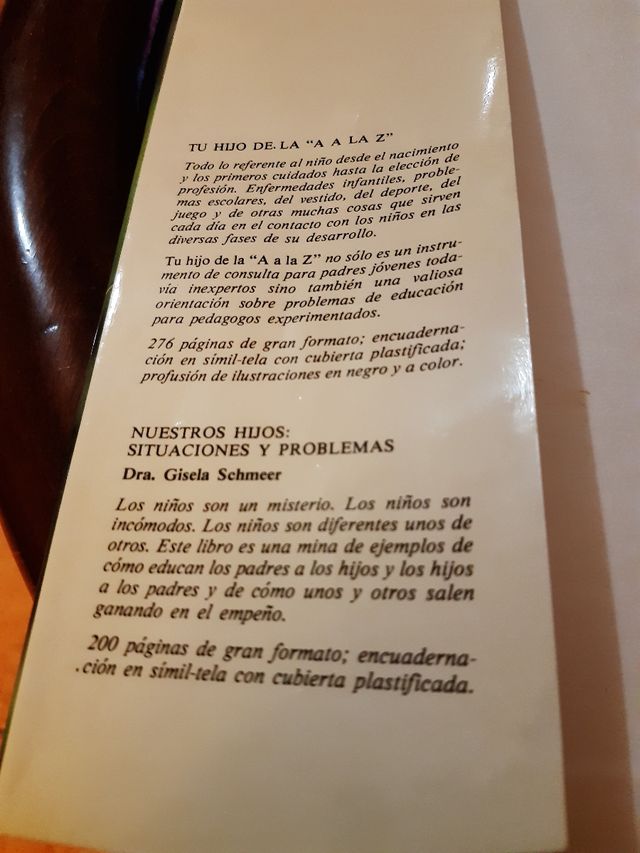 TU HIJO DE LA "A A LA Z"
Todo lo referente al niño desde el nacimiento
y los primeros cuidados hasta la elección de
profesión. Enfermedades infantiles, proble-
mas escolares, del vestido, del deporte, del
juego y de otras muchas cosas que sirven
cada día en el contacto con los niños en las
diversas fases de su desarrollo.
Tu hijo de la "A a la Z" no sólo es un instru-
mento de consulta para padres jóvenes toda-
vía inexpertos sino también una valiosa
orientación sobre problemas de educación
para pedagogos experimentados.
276 páginas de gran formato; encuaderna-
ción en símil-tela con cubierta plastificada;
profusión de ilustraciones en negro y a color.
NUESTROS HIJOS:
SITUACIONES Y PROBLEMAS
Dra. Gisela Schmeer
Los niños son un misterio. Los niños son
incómodos. Los niños son diferentes unos de
otros. Este libro es una mina de ejemplos de
cómo educan los padres a los hijos y los hijos
a los padres y de cómo unos y otros salen
ganando en el empeño.
200 páginas de gran formato; encuaderna-
ción en símil-tela con cubierta plastificada.